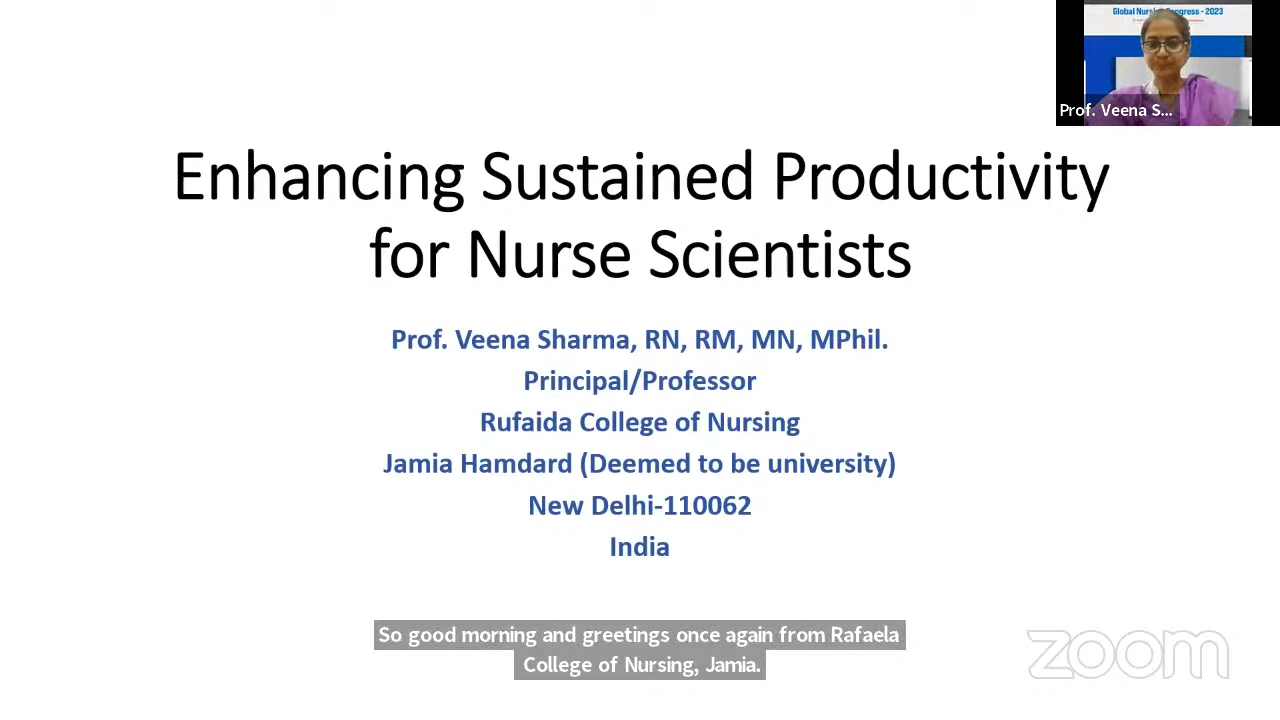 Global Nursing Congress - 2023
Prof. Veena S...
Enhancing Sustained Productivity
for Nurse Scientists
Prof. Veena Sharma, RN, RM, MN, MPhil.
Principal/Professor
Rufaida College of Nursing
Jamia Hamdard (Deemed to be university)
New Delhi-110062
India
So good morning and greetings once again from Rafaela
College of Nursing, Jamia.
zoom